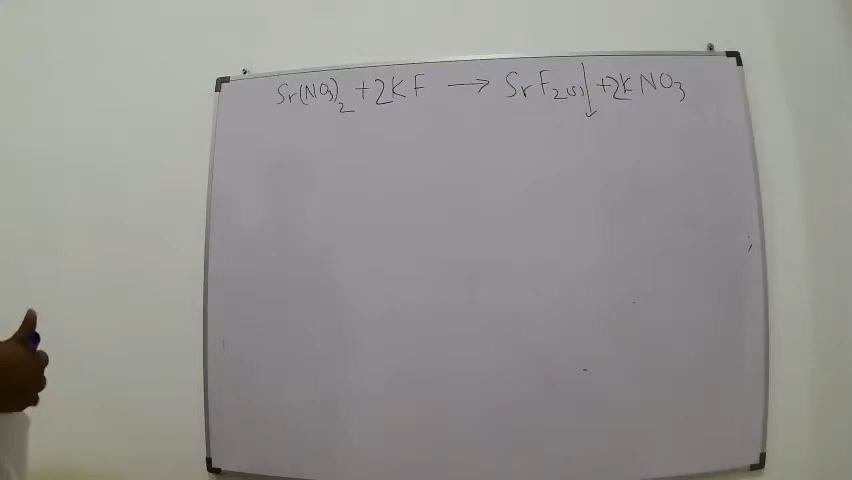 Sr(NO₃)₂ + 2KF → SrF₂(s)↓ + 2KNO₃